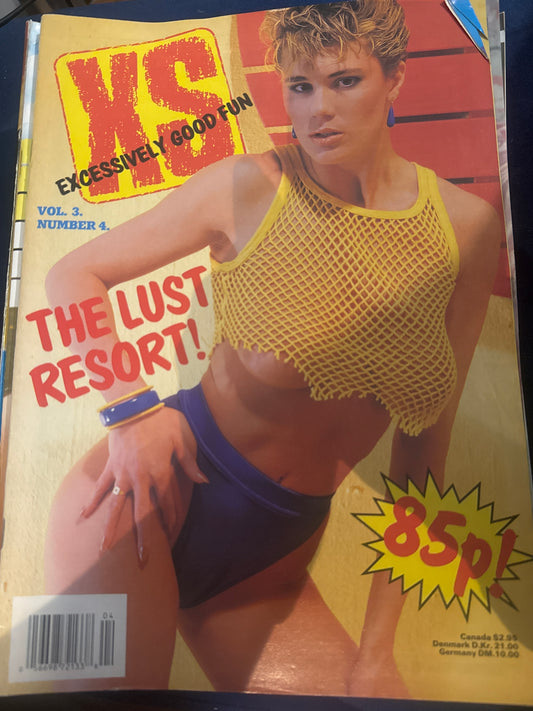 XS
EXCESSIVELY GOOD FUN
VOL. 3.
NUMBER 4.
THE LUST
RESORT!
85p!
Canada $2.95
Denmark D.Kr. 21.00
Germany DM.10.00
04